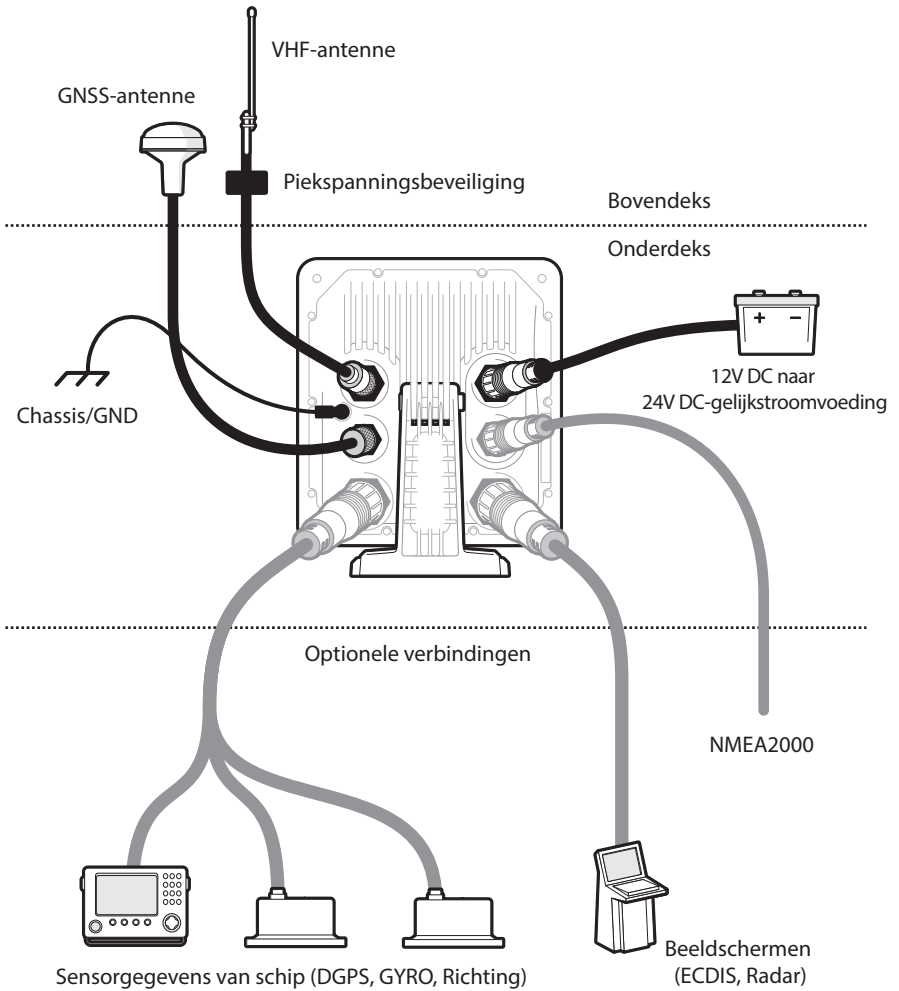 VHF-antenne
GNSS-antenne
Piekspanningsbeveiliging
Bovendeks
Onderdeks
+ −
12V DC naar
24V DC-gelijkstroomvoeding
Chassis/GND
Optionele verbindingen
NMEA2000
Beeldschermen
(ECDIS, Radar)
Sensorgegevens van schip (DGPS, GYRO, Richting)